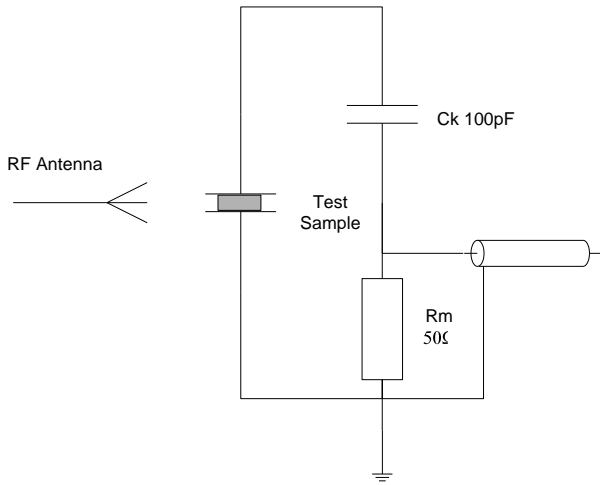 Ck 100pF
RF Antenna
Test
Sample
Rm
50Ω